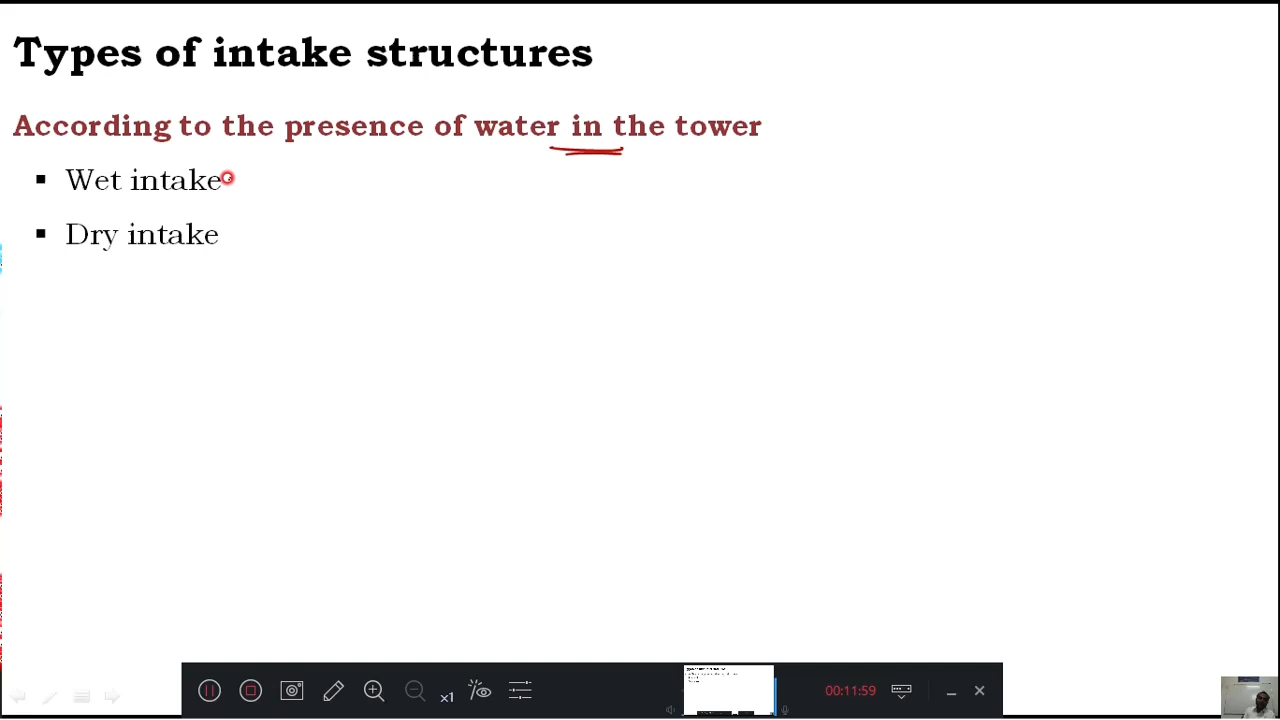 Types of intake structures
According to the presence of water in the tower
▪ Wet intake
▪ Dry intake
x1
00:11:59